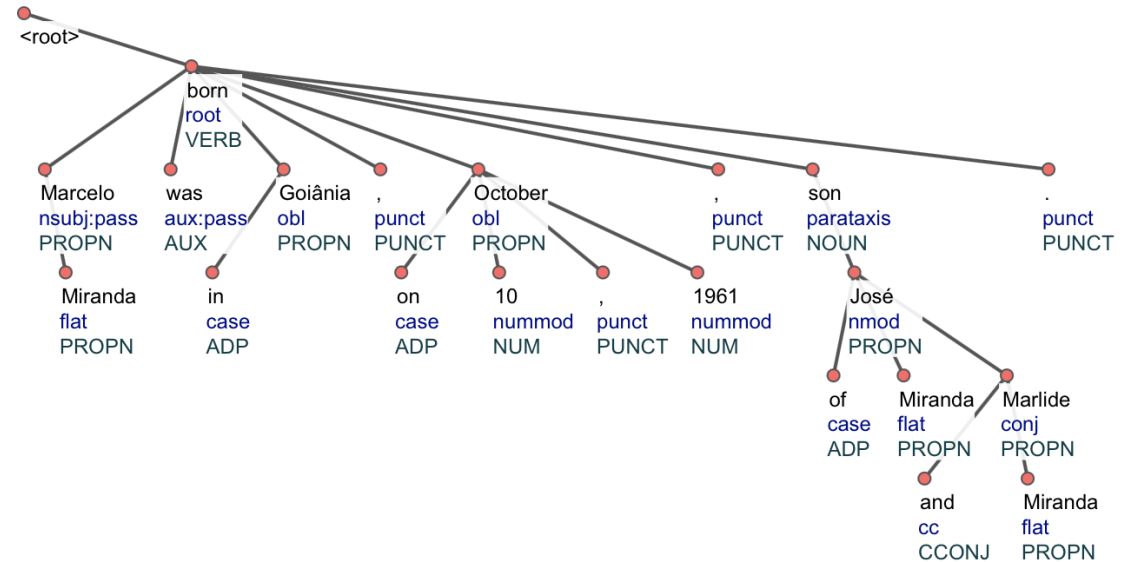 <root>
born
root
VERB
Marcelo was Goiânia , October , son .
nsubj:pass aux:pass obl punct obl punct parataxis punct
PROPN AUX PROPN PUNCT PROPN PUNCT NOUN PUNCT
Miranda in on 10 , 1961 José
flat case case nummod punct nummod nmod
PROPN ADP ADP NUM PUNCT NUM PROPN
of Miranda Marlide
case flat conj
ADP PROPN PROPN
and Miranda
cc flat
CCONJ PROPN